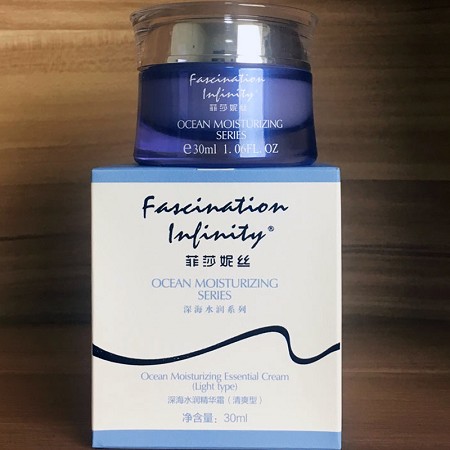 Fascination
Infinity®
菲莎妮丝
OCEAN MOISTURIZING
SERIES
e30ml 1.06FL.OZ
Fascination
Infinity®
菲莎妮丝
OCEAN MOISTURIZING
SERIES
深海水润系列
Ocean Moisturizing Essential Cream
(Light type)
深海水润精华霜（清爽型）
净含量：30ml